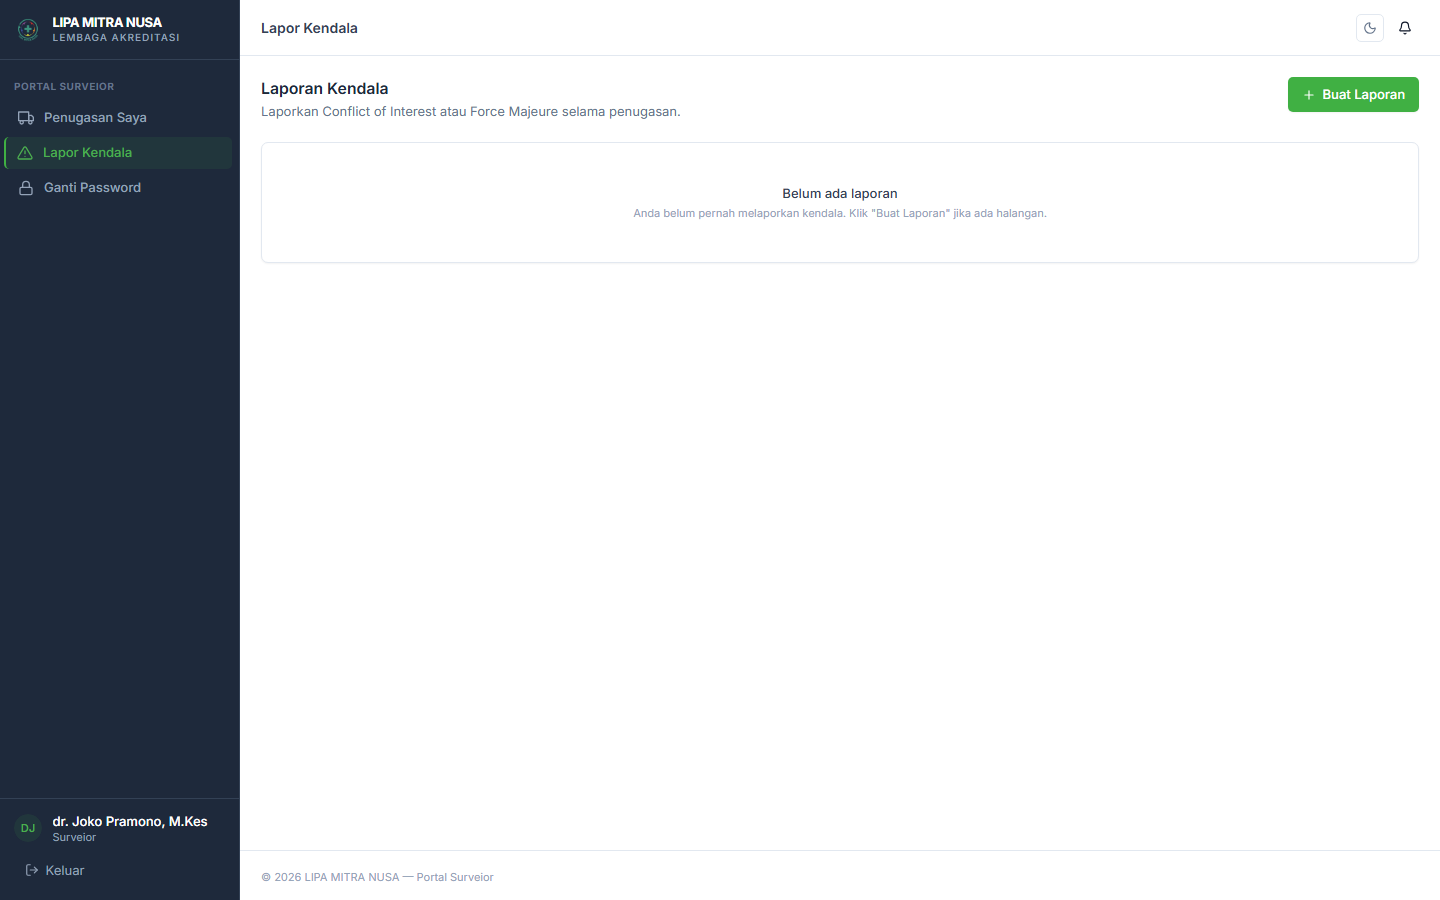 LIPA MITRA NUSA
LEMBAGA AKREDITASI
PORTAL SURVEIOR
Penugasan Saya
Lapor Kendala
Ganti Password
DJ
dr. Joko Pramono, M.Kes
Surveior
Keluar
Lapor Kendala
Laporan Kendala
Laporkan Conflict of Interest atau Force Majeure selama penugasan.
Buat Laporan
Belum ada laporan
Anda belum pernah melaporkan kendala. Klik "Buat Laporan" jika ada halangan.
© 2026 LIPA MITRA NUSA — Portal Surveior